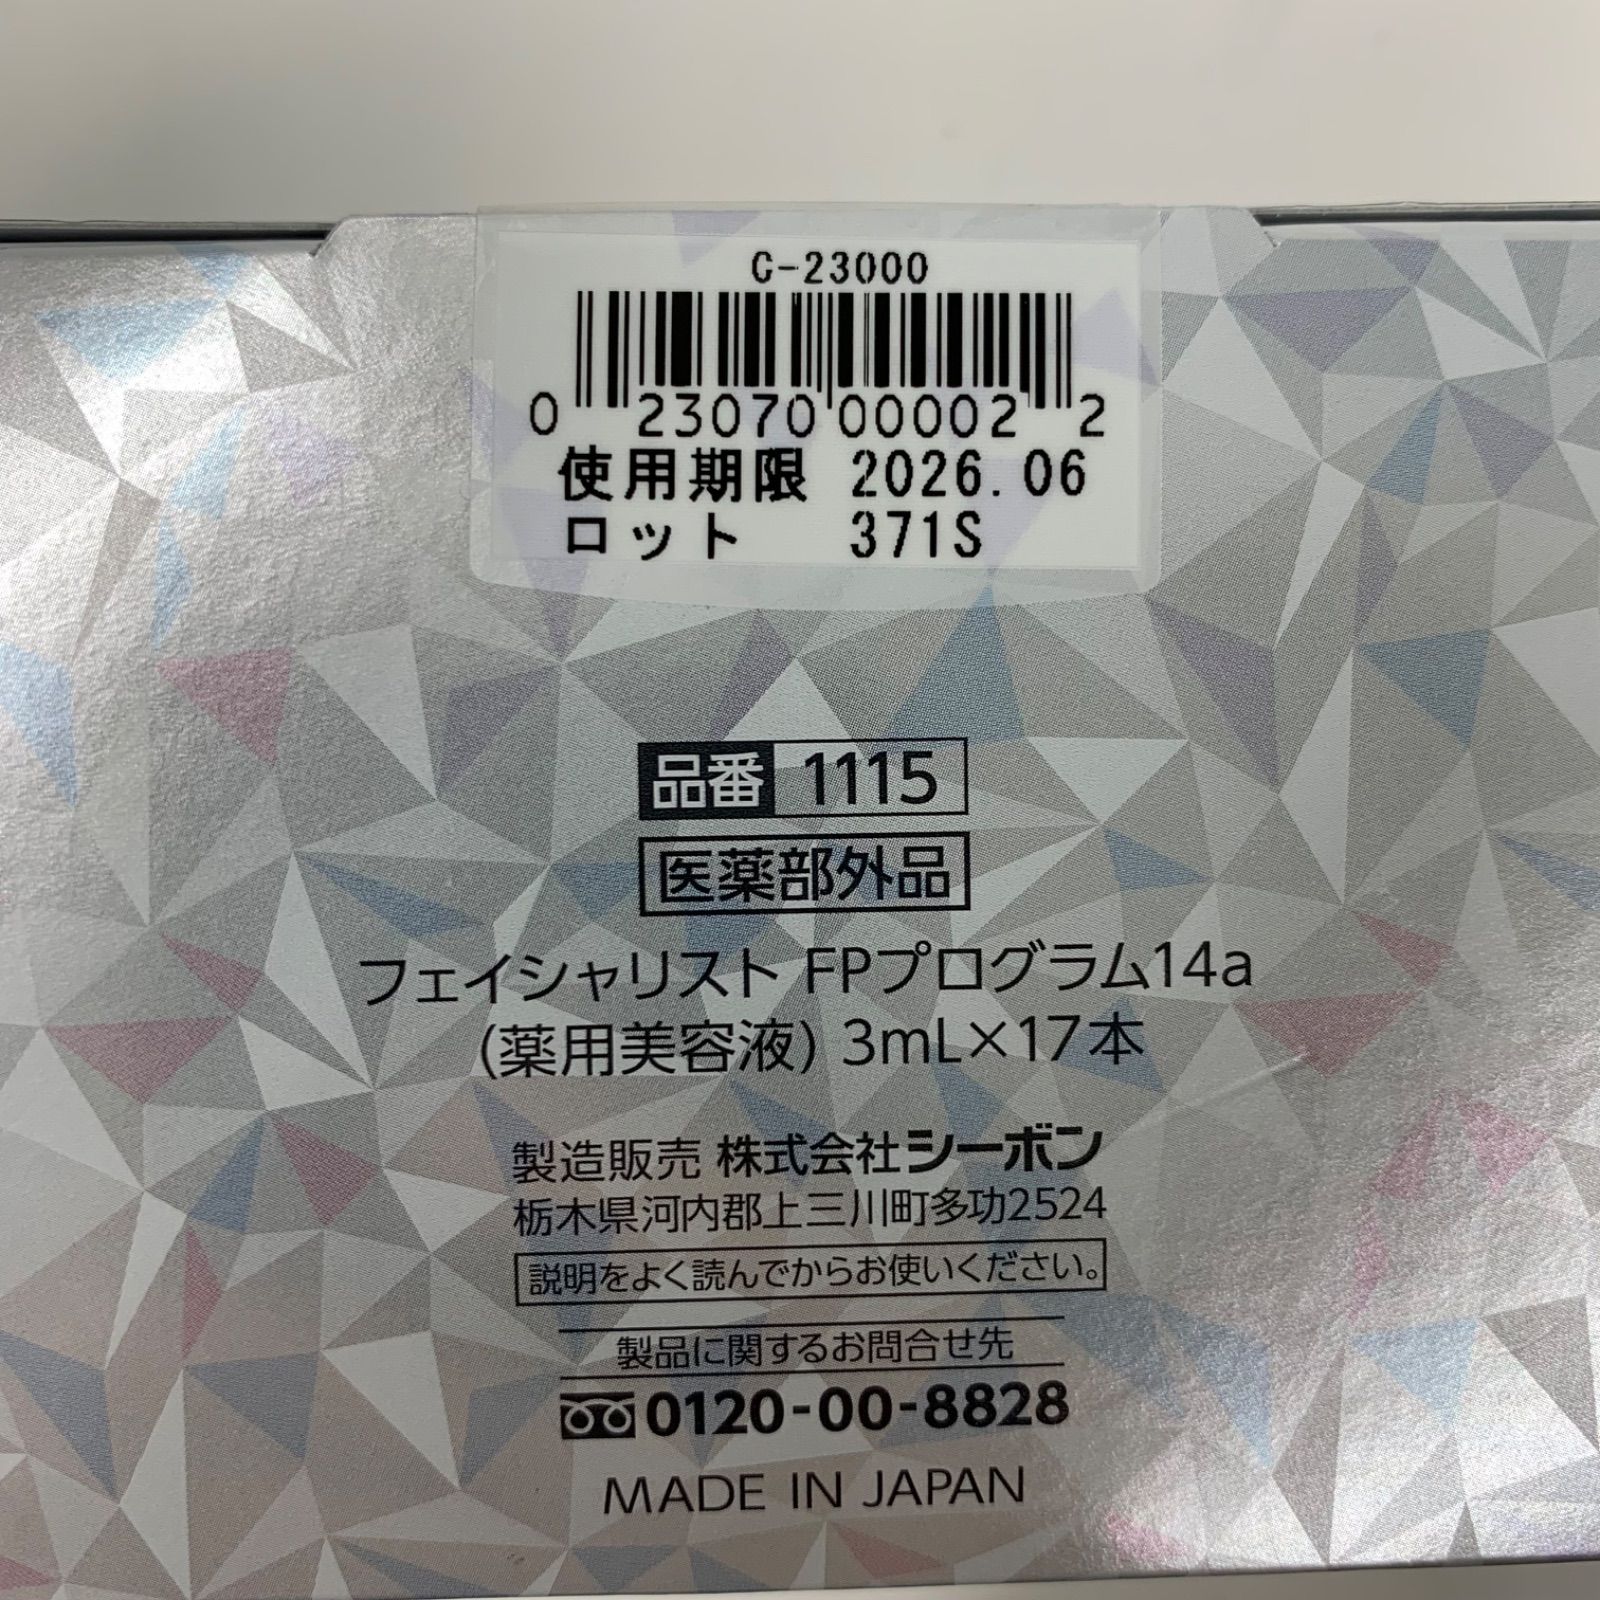 C-23000
0 23070 00002 2
使用期限 2026.06
ロット 371S
品番 1115
医薬部外品
フェイシャリスト FPプログラム14a
(薬用美容液) 3mL×17本
製造販売 株式会社シーボン
栃木県河内郡上三川町多功2524
説明をよく読んでからお使いください。
製品に関するお問合せ先
0120-00-8828
MADE IN JAPAN